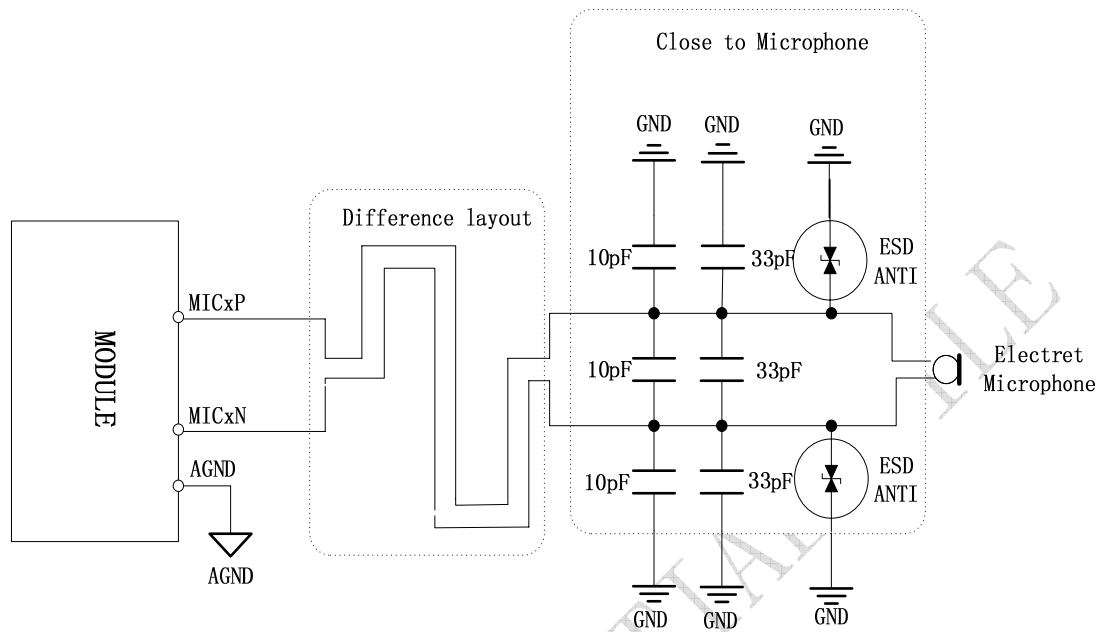 Close to Microphone
GND
GND
GND
Difference layout
10pF
33pF
ESD
ANTI
MICxP
MODULE
10pF
33pF
Electret
Microphone
MICxN
AGND
10pF
33pF
ESD
ANTI
AGND
GND
GND
GND